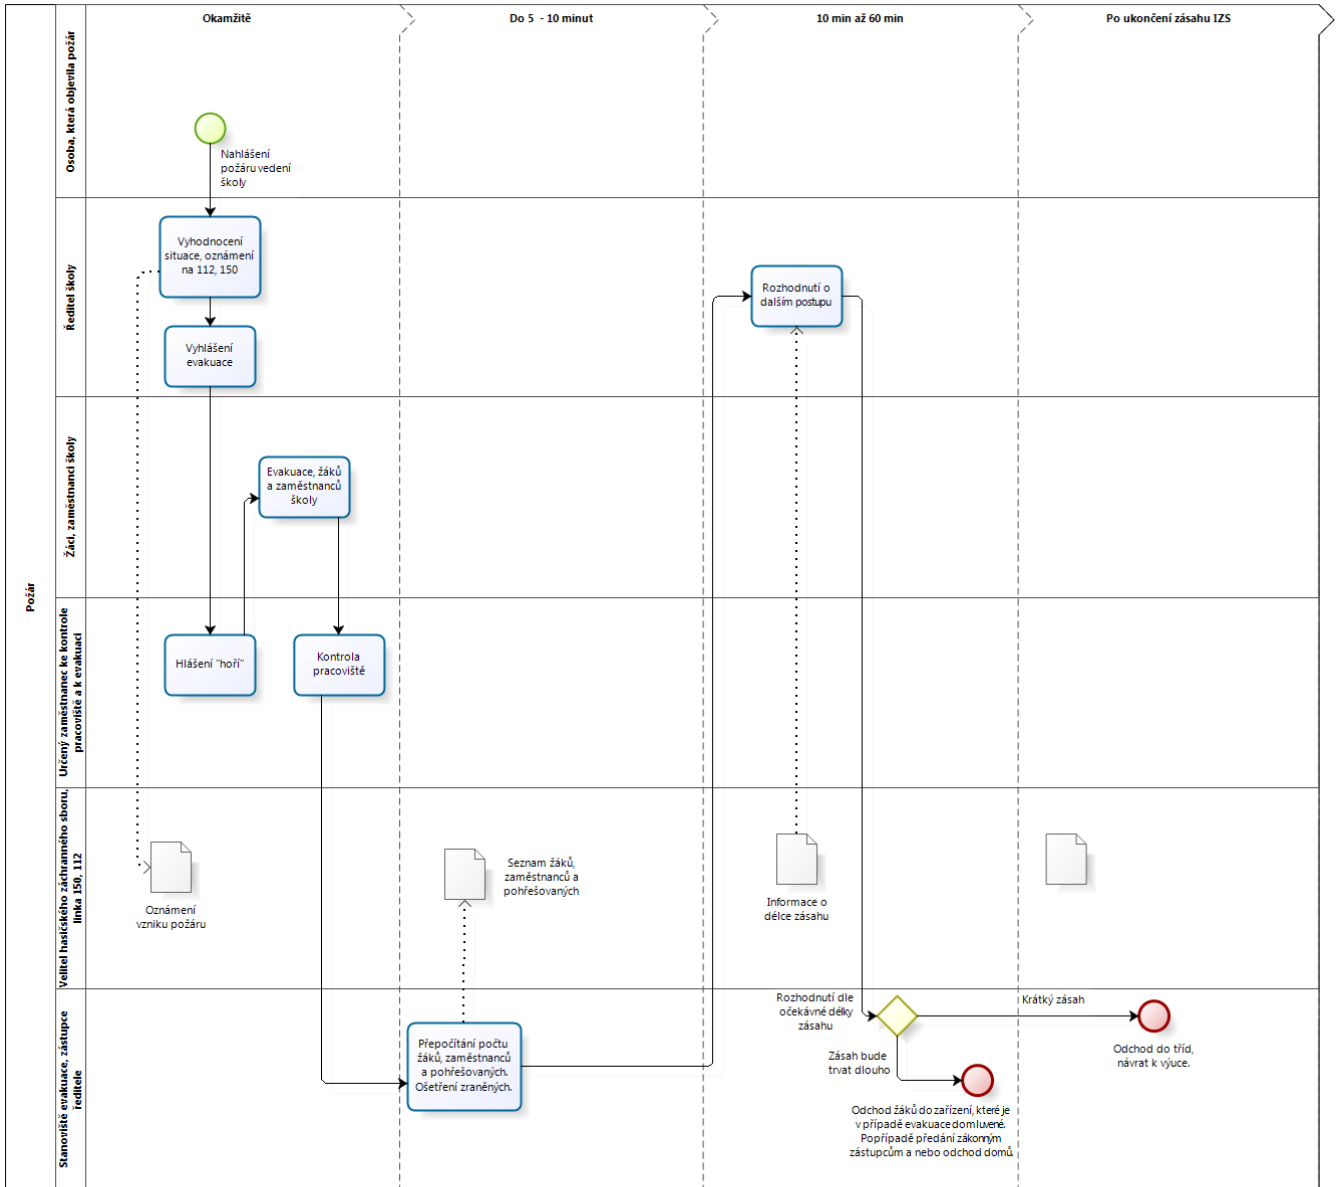 Okamžitě
Do 5 - 10 minut
10 min až 60 min
Po ukončení zásahu IZS
Požár
Osoba, která objevila požár
Nahlášení
požáru vedení
školy
Ředitel školy
Vyhodnocení
situace, oznámení
na 112, 150
Vyhlášení
evakuace
Rozhodnutí o
dalším postupu
Žáci, zaměstnanci školy
Evakuace, žáků
a zaměstnanců
školy
Určený zaměstnanec ke kontrole
pracoviště a k evakuaci
Hlášení "hoří"
Kontrola
pracoviště
Velitel hasičského záchranného sboru,
linka 150, 112
Oznámení
vzniku požáru
Seznam žáků,
zaměstnanců a
pohřešovaných
Informace o
délce zásahu
Stanoviště evakuace, zástupce
ředitele
Přepočítání počtu
žáků, zaměstnanců
a pohřešovaných.
Ošetření zraněných.
Rozhodnutí dle
očekávné délky
zásahu
Krátký zásah
Odchod do tříd,
návrat k výuce.
Zásah bude
trvat dlouho
Odchod žáků do zařízení, které je
v případě evakuace domluvené.
Popřípadě předání zákonným
zástupcům a nebo odchod domů.